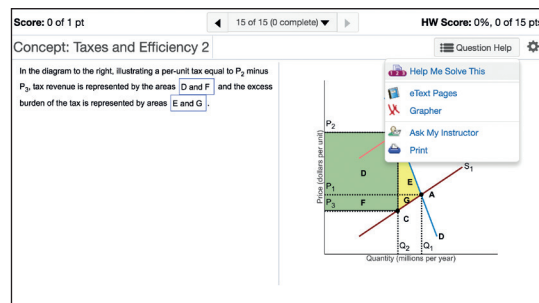 Score: 0 of 1 pt
15 of 15 (0 complete)
HW Score: 0%, 0 of 15 pts
Concept: Taxes and Efficiency 2
Question Help
In the diagram to the right, illustrating a per-unit tax equal to P2 minus
P3, tax revenue is represented by the areas D and F and the excess
burden of the tax is represented by areas E and G.
Help Me Solve This
eText Pages
Grapher
Ask My Instructor
Print
Price (dollars per unit)
P2
S1
D
E
P1
A
G
P3
F
C
D
Q2
Q1
Quantity (millions per year)